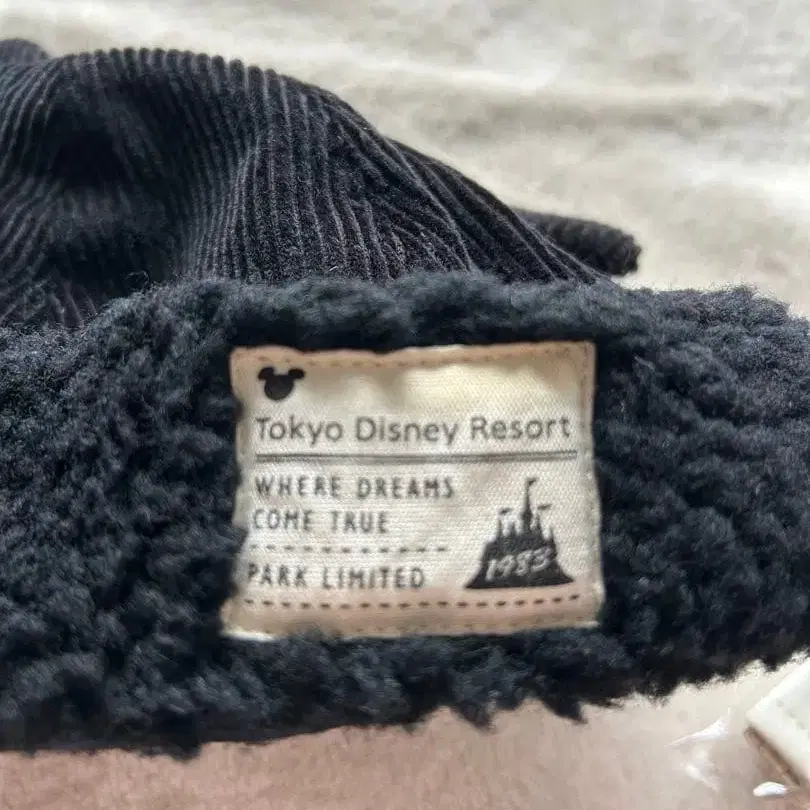 Tokyo Disney Resort
WHERE DREAMS
COME TRUE
PARK LIMITED
1983